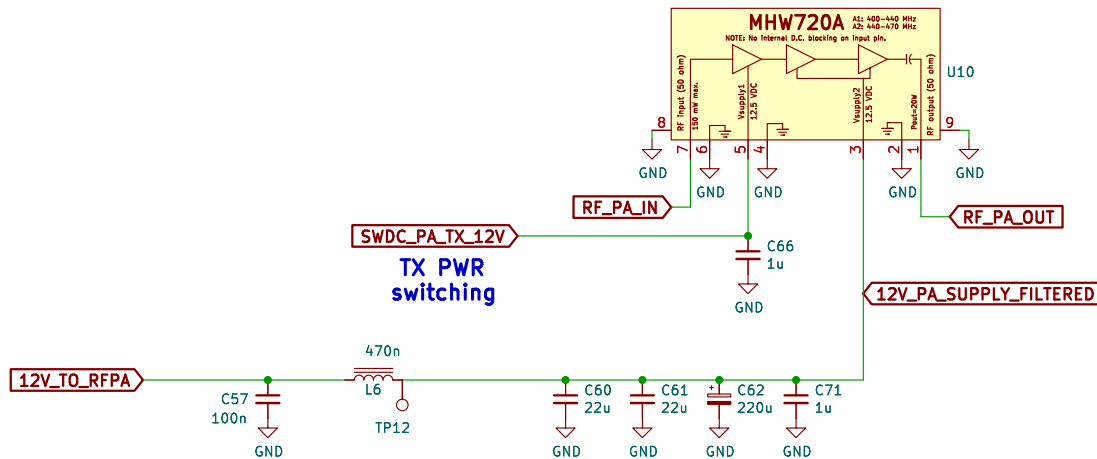 MHW720A
A1: 400-440 MHz
A2: 440-470 MHz
NOTE: No internal D.C. blocking on input pin.
U10
RF input (50 ohm)
150 mW max.
Vsupply1
12.5 VDC
Vsupply2
12.5 VDC
Pout=20W
RF output (50 ohm)
8
7
6
5
4
3
2
1
9
GND
GND
GND
GND
GND
RF_PA_IN
RF_PA_OUT
SWDC_PA_TX_12V
C66
1u
TX PWR
switching
GND
12V_PA_SUPPLY_FILTERED
470n
12V_TO_RFPA
L6
C57
100n
TP12
C60
22u
C61
22u
+
C62
220u
C71
1u
GND
GND
GND
GND
GND